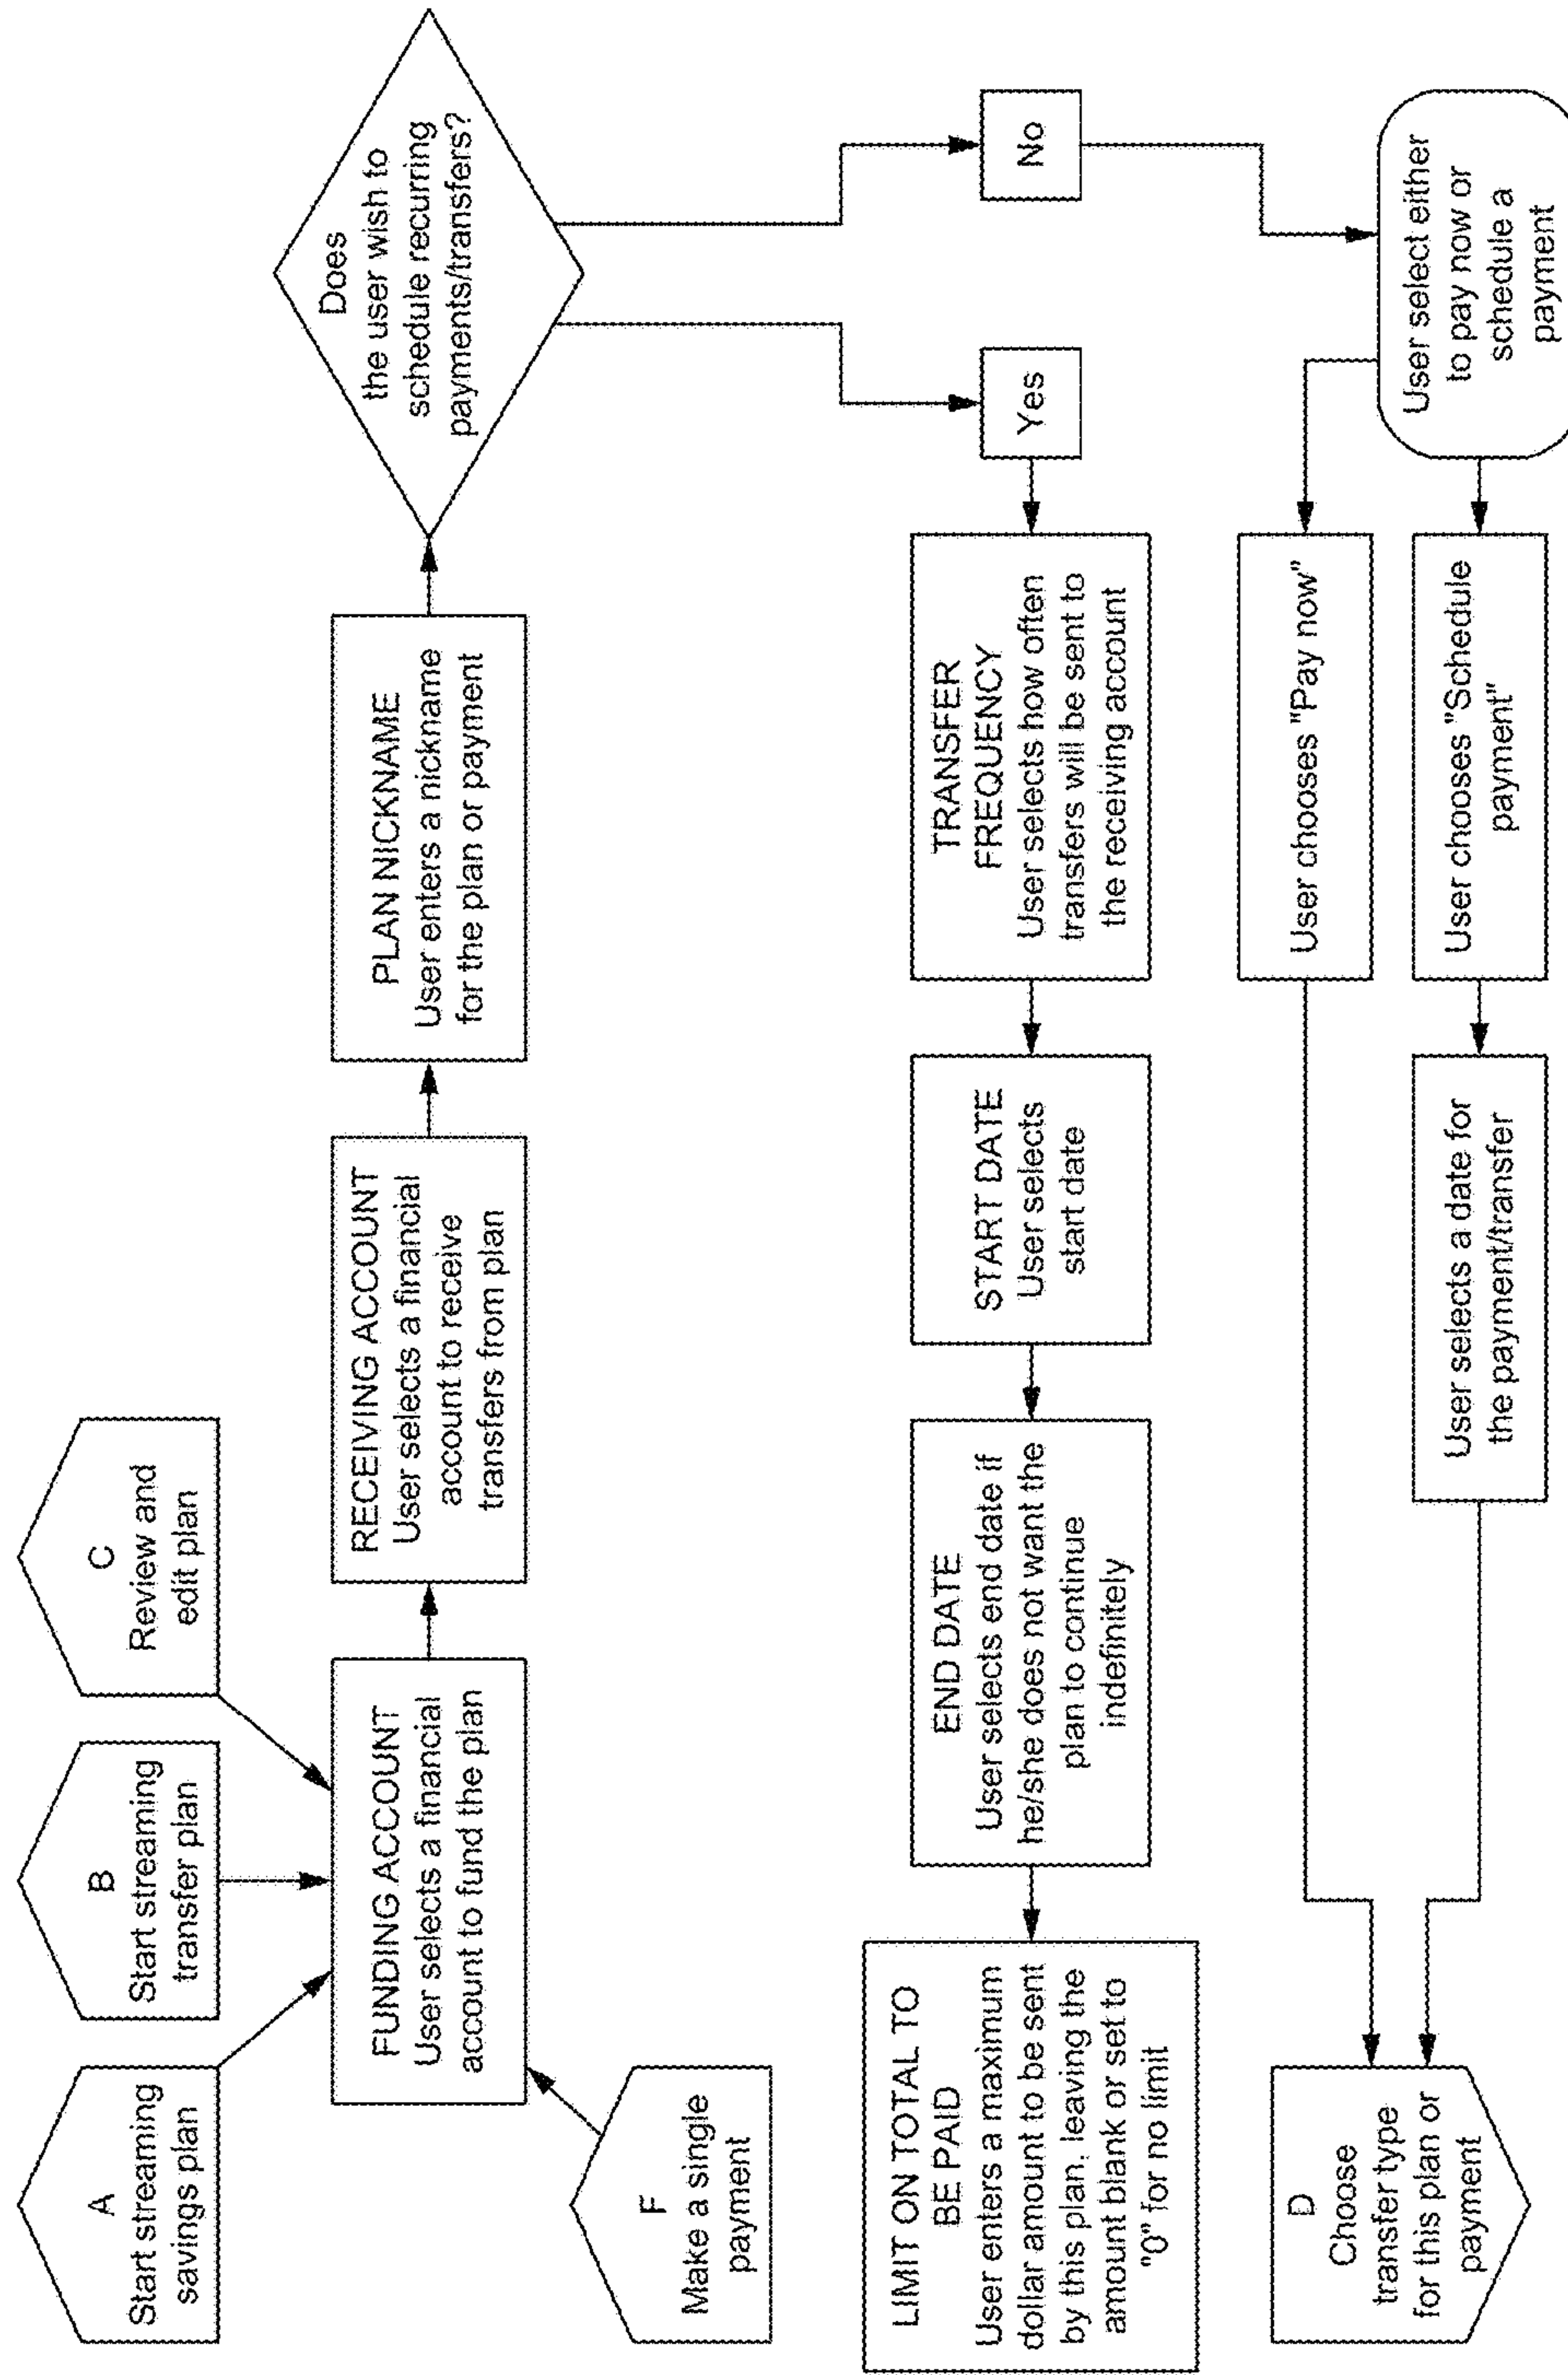 A
Start streaming
savings plan
B
Start streaming
transfer plan
C
Review and
edit plan
F
Make a single
payment
FUNDING ACCOUNT
User selects a financial
account to fund the plan
RECEIVING ACCOUNT
User selects a financial
account to receive
transfers from plan
PLAN NICKNAME
User enters a nickname
for the plan or payment
Does
the user wish to
schedule recurring
payments/transfers?
Yes
No
TRANSFER
FREQUENCY
User selects how often
transfers will be sent to
the receiving account
START DATE
User selects
start date
END DATE
User selects end date if
he/she does not want the
plan to continue
indefinitely
LIMIT ON TOTAL TO
BE PAID
User enters a maximum
dollar amount to be sent
by this plan, leaving the
amount blank or set to
"0" for no limit
User select either
to pay now or
schedule a
payment
User chooses "Pay now"
User chooses "Schedule
payment"
User selects a date for
the payment/transfer
D
Choose
transfer type
for this plan or
payment